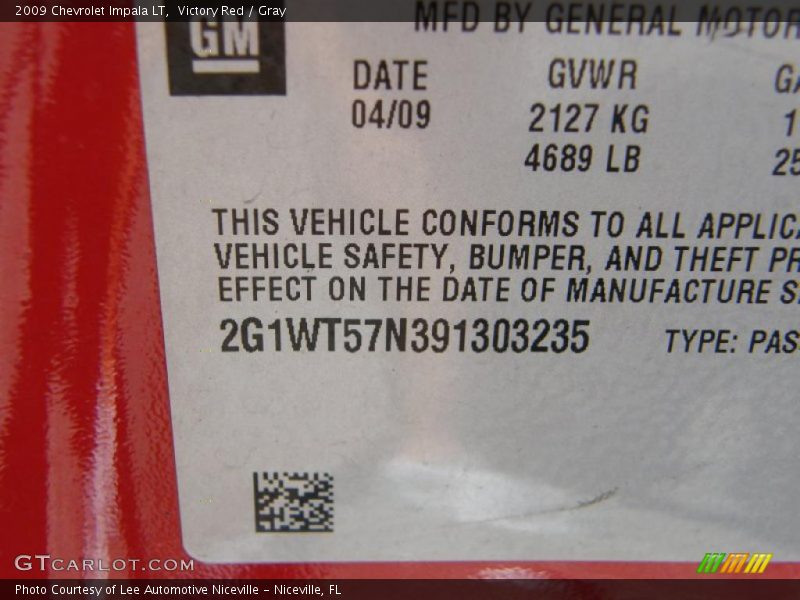 2009 Chevrolet Impala LT, Victory Red / Gray
GM
MFD BY GENERAL MOTOR
DATE
GVWR
04/09
2127 KG
4689 LB
25
THIS VEHICLE CONFORMS TO ALL APPLICA
VEHICLE SAFETY, BUMPER, AND THEFT PR
EFFECT ON THE DATE OF MANUFACTURE S
2G1WT57N391303235
TYPE: PAS
GTCARLOT.COM
Photo Courtesy of Lee Automotive Niceville - Niceville, FL